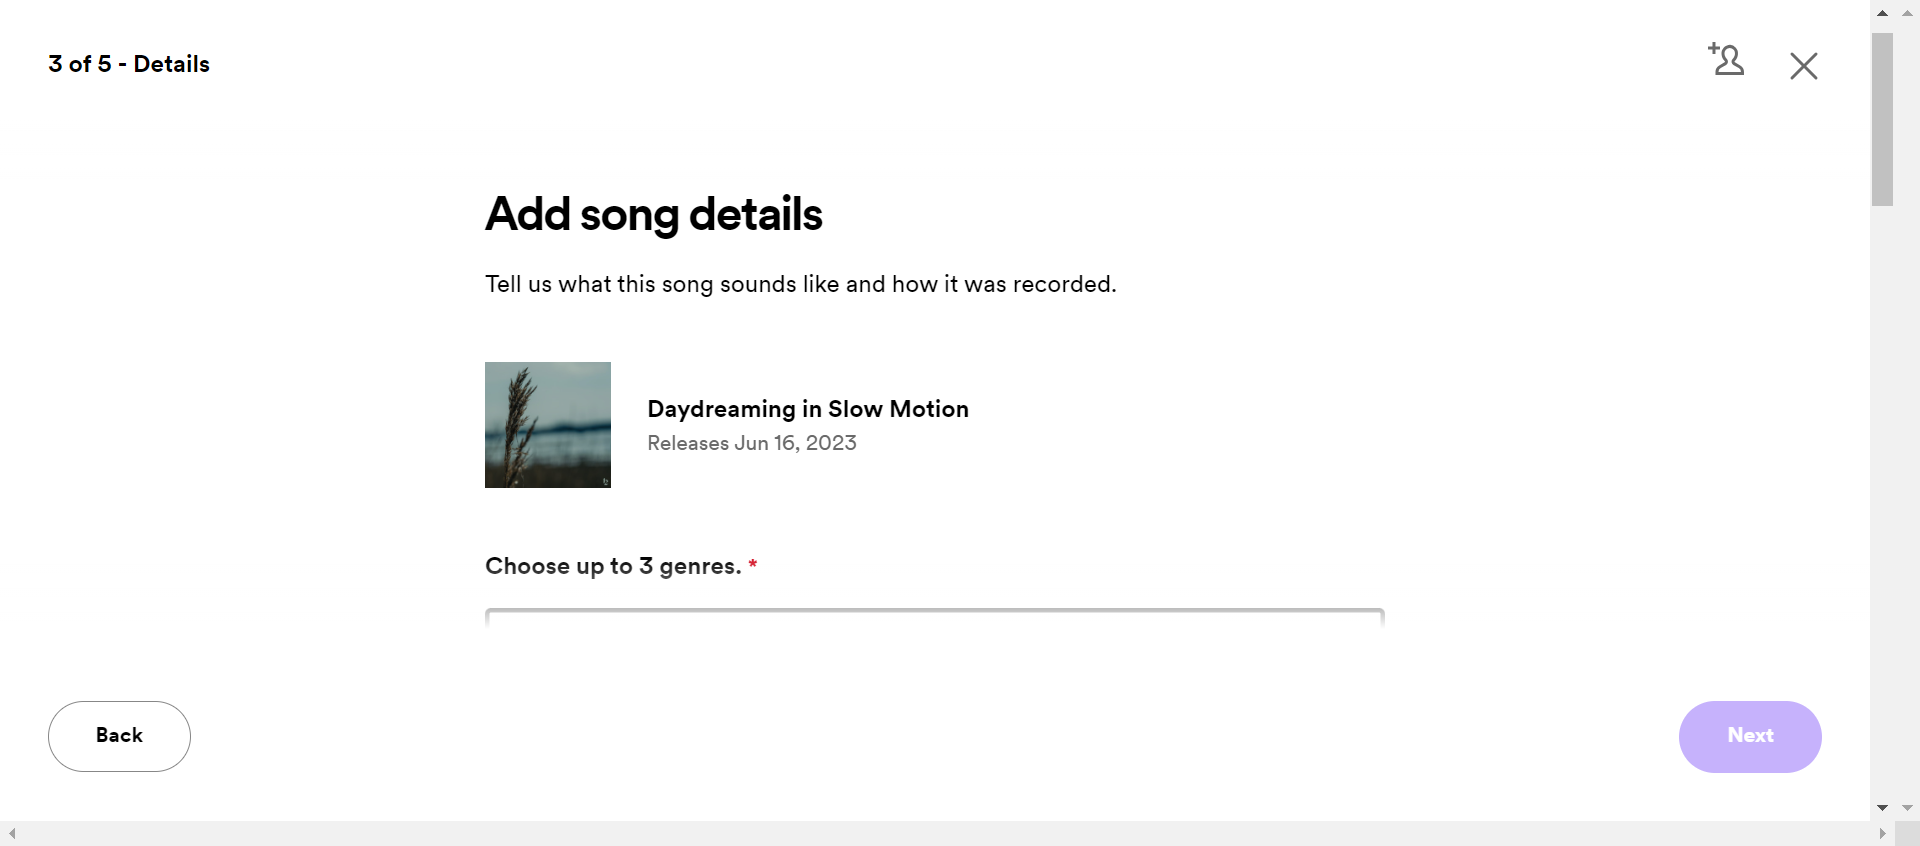 3 of 5 - Details
Add song details
Tell us what this song sounds like and how it was recorded.
Daydreaming in Slow Motion
Releases Jun 16, 2023
Choose up to 3 genres. *
Back
Next